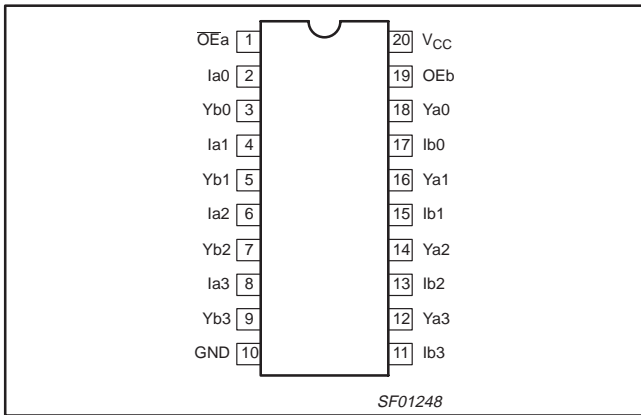 O̅E̅a 1 20 VCC
Ia0 2 19 OEb
Yb0 3 18 Ya0
Ia1 4 17 Ib0
Yb1 5 16 Ya1
Ia2 6 15 Ib1
Yb2 7 14 Ya2
Ia3 8 13 Ib2
Yb3 9 12 Ya3
GND 10 11 Ib3
SF01248